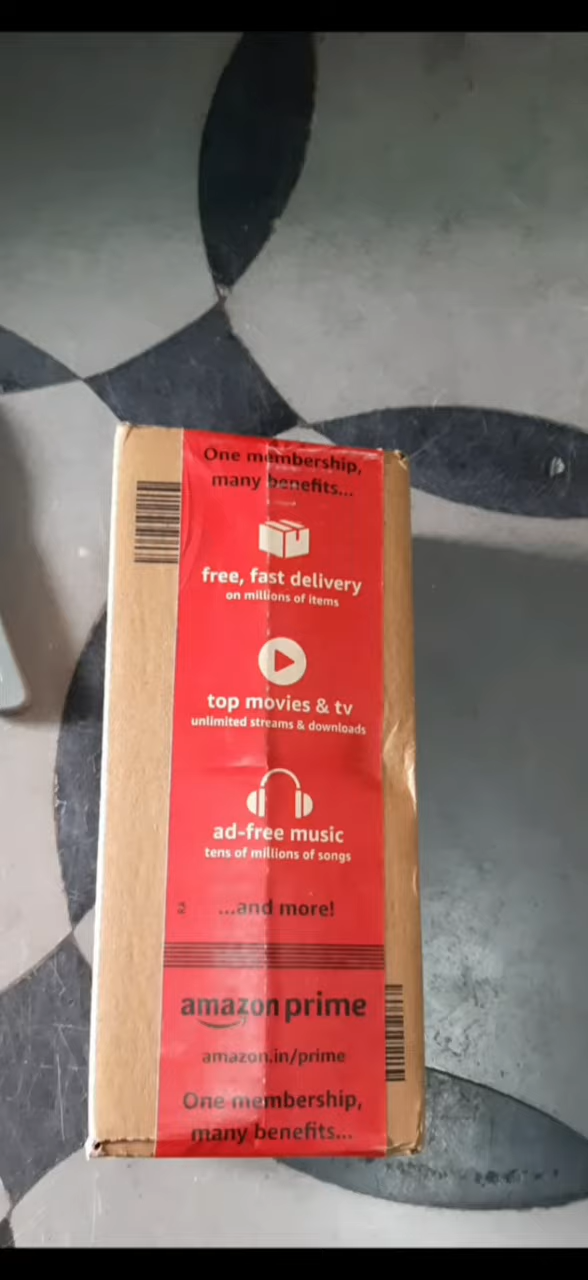 One membership,
many benefits...
free, fast delivery
on millions of items
top movies & tv
unlimited streams & downloads
ad-free music
tens of millions of songs
2 ...and more!
amazon prime
amazon.in/prime
One membership,
many benefits...